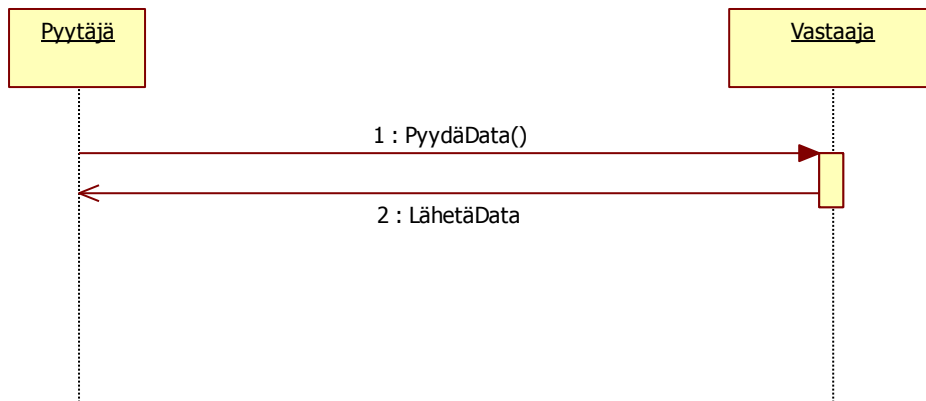 Pyytäjä
Vastaaja
1 : PyydäData()
2 : LähetäData